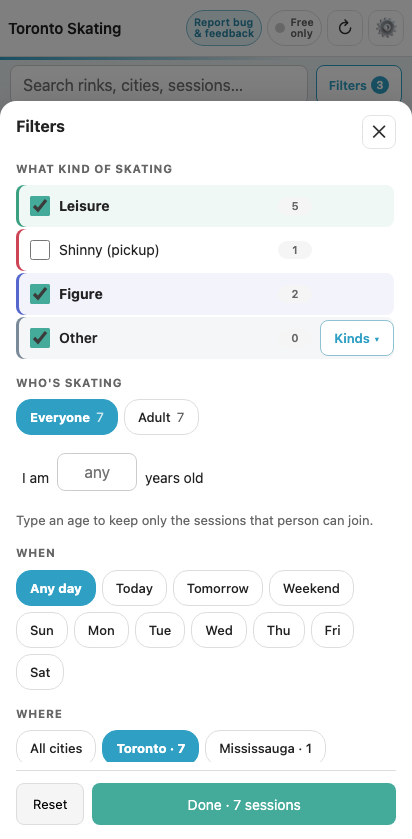 Toronto Skating
Report bug
& feedback
Free
only
Search rinks, cities, sessions...
Filters 3
Filters
WHAT KIND OF SKATING
Leisure 5
Shinny (pickup) 1
Figure 2
Other 0 Kinds ▾
WHO'S SKATING
Everyone 7 Adult 7
I am any years old
Type an age to keep only the sessions that person can join.
WHEN
Any day Today Tomorrow Weekend
Sun Mon Tue Wed Thu Fri
Sat
WHERE
All cities Toronto · 7 Mississauga · 1
Reset Done · 7 sessions